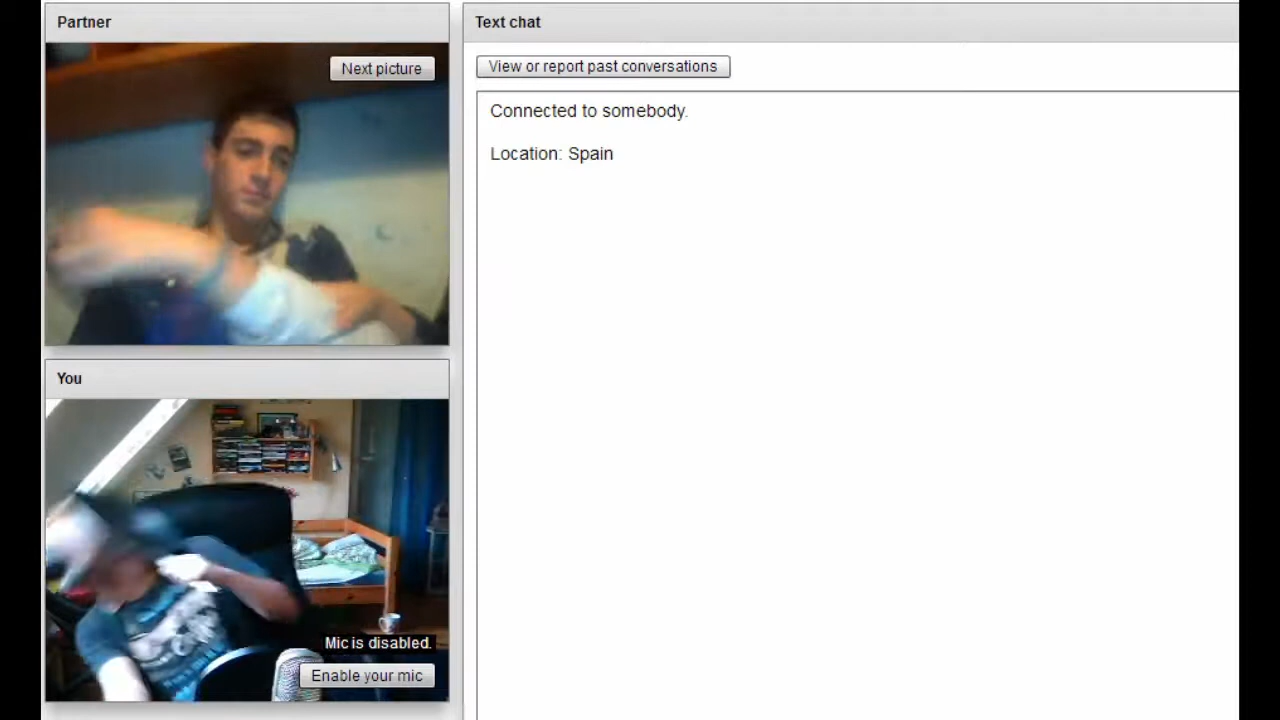 Partner
Next picture
Text chat
View or report past conversations
Connected to somebody.
Location: Spain
You
Mic is disabled.
Enable your mic